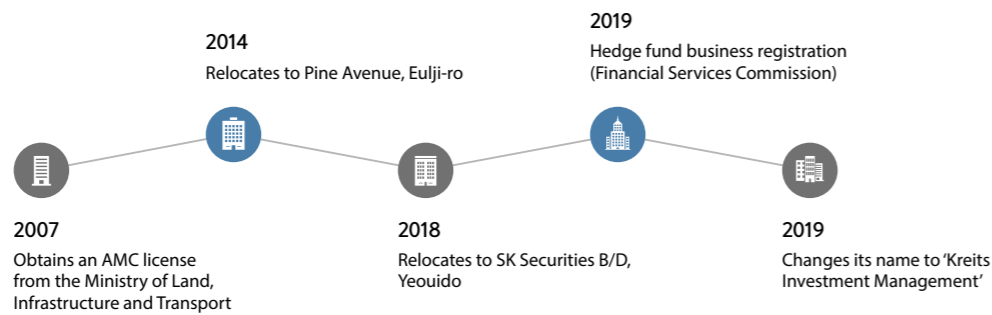 2007
Obtains an AMC license
from the Ministry of Land,
Infrastructure and Transport
2014
Relocates to Pine Avenue, Eulji-ro
2018
Relocates to SK Securities B/D,
Yeouido
2019
Hedge fund business registration
(Financial Services Commission)
2019
Changes its name to ‘Kreits
Investment Management’